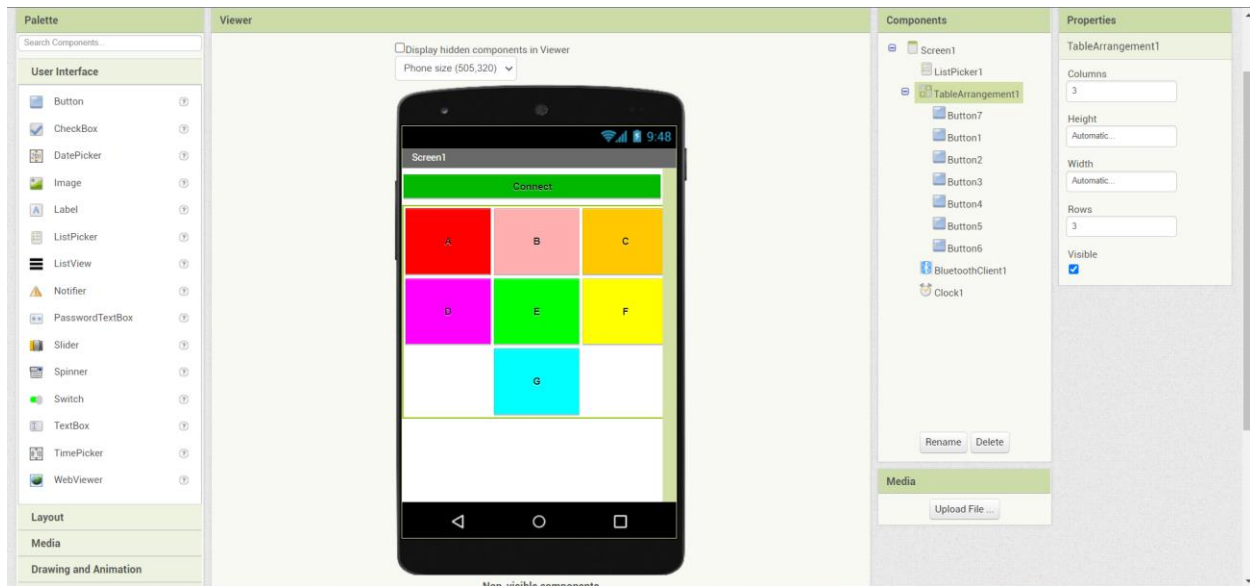 Palette
Search Components...
User Interface
Button
CheckBox
DatePicker
Image
Label
ListPicker
ListView
Notifier
PasswordTextBox
Slider
Spinner
Switch
TextBox
TimePicker
WebViewer
Layout
Media
Drawing and Animation
Viewer
Display hidden components in Viewer
Phone size (505,320)
9:48
Screen1
Connect
A B C
D E F
G
Non-visible components
Components
Screen1
ListPicker1
TableArrangement1
Button7
Button1
Button2
Button3
Button4
Button5
Button6
BluetoothClient1
Clock1
Rename Delete
Media
Upload File ...
Properties
TableArrangement1
Columns
3
Height
Automatic...
Width
Automatic...
Rows
3
Visible